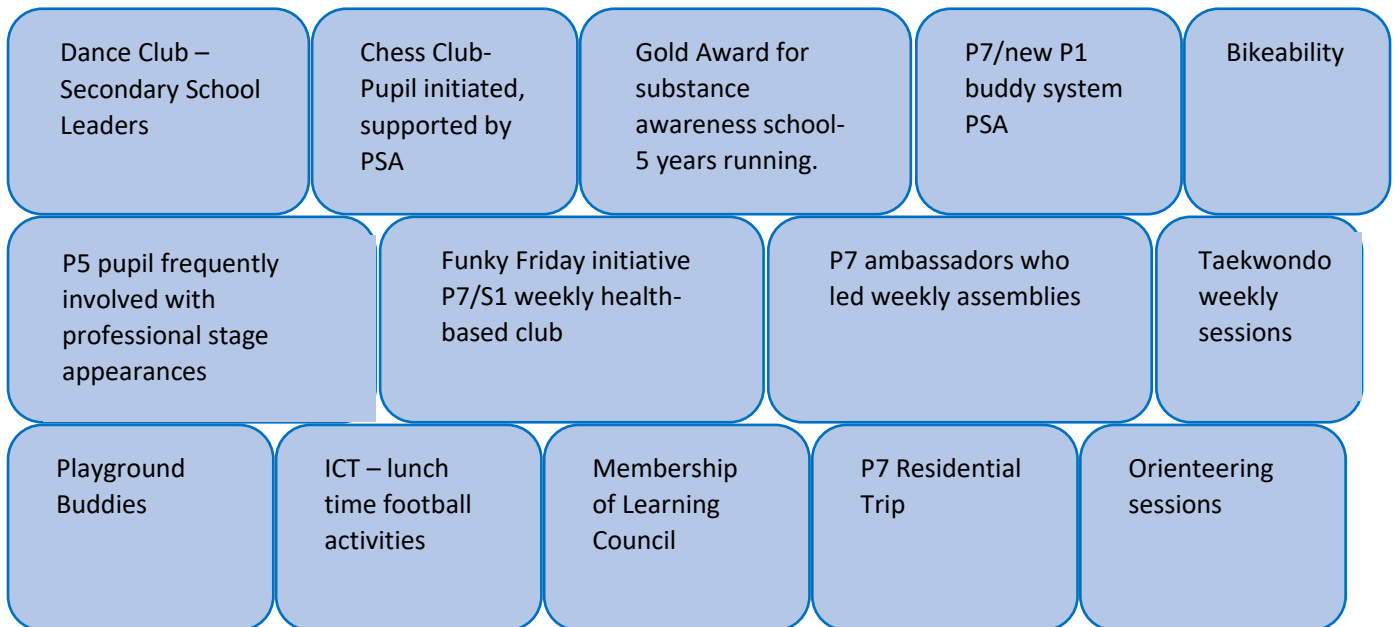 Dance Club –
Secondary School
Leaders
Chess Club-
Pupil initiated,
supported by
PSA
Gold Award for
substance
awareness school-
5 years running.
P7/new P1
buddy system
PSA
Bikeability
P5 pupil frequently
involved with
professional stage
appearances
Funky Friday initiative
P7/S1 weekly health-
based club
P7 ambassadors who
led weekly assemblies
Taekwondo
weekly
sessions
Playground
Buddies
ICT – lunch
time football
activities
Membership
of Learning
Council
P7 Residential
Trip
Orienteering
sessions